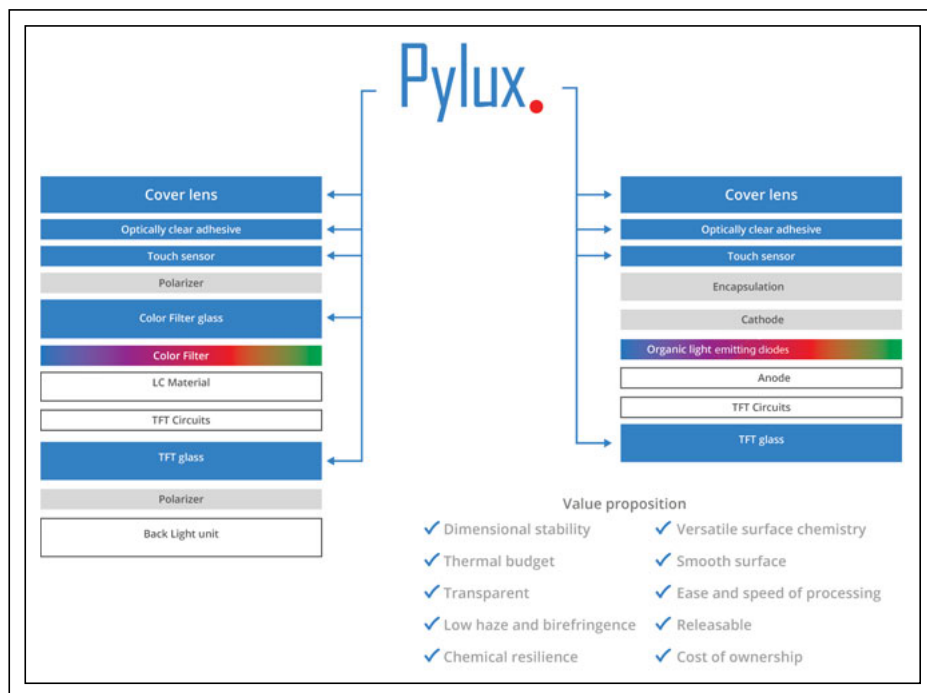 Pylux.
Cover lens
Optically clear adhesive
Touch sensor
Polarizer
Color Filter glass
Color Filter
LC Material
TFT Circuits
TFT glass
Polarizer
Back Light unit
Cover lens
Optically clear adhesive
Touch sensor
Encapsulation
Cathode
Organic light emitting diodes
Anode
TFT Circuits
TFT glass
Value proposition
Dimensional stability
Thermal budget
Transparent
Low haze and birefringence
Chemical resilience
Versatile surface chemistry
Smooth surface
Ease and speed of processing
Releasable
Cost of ownership